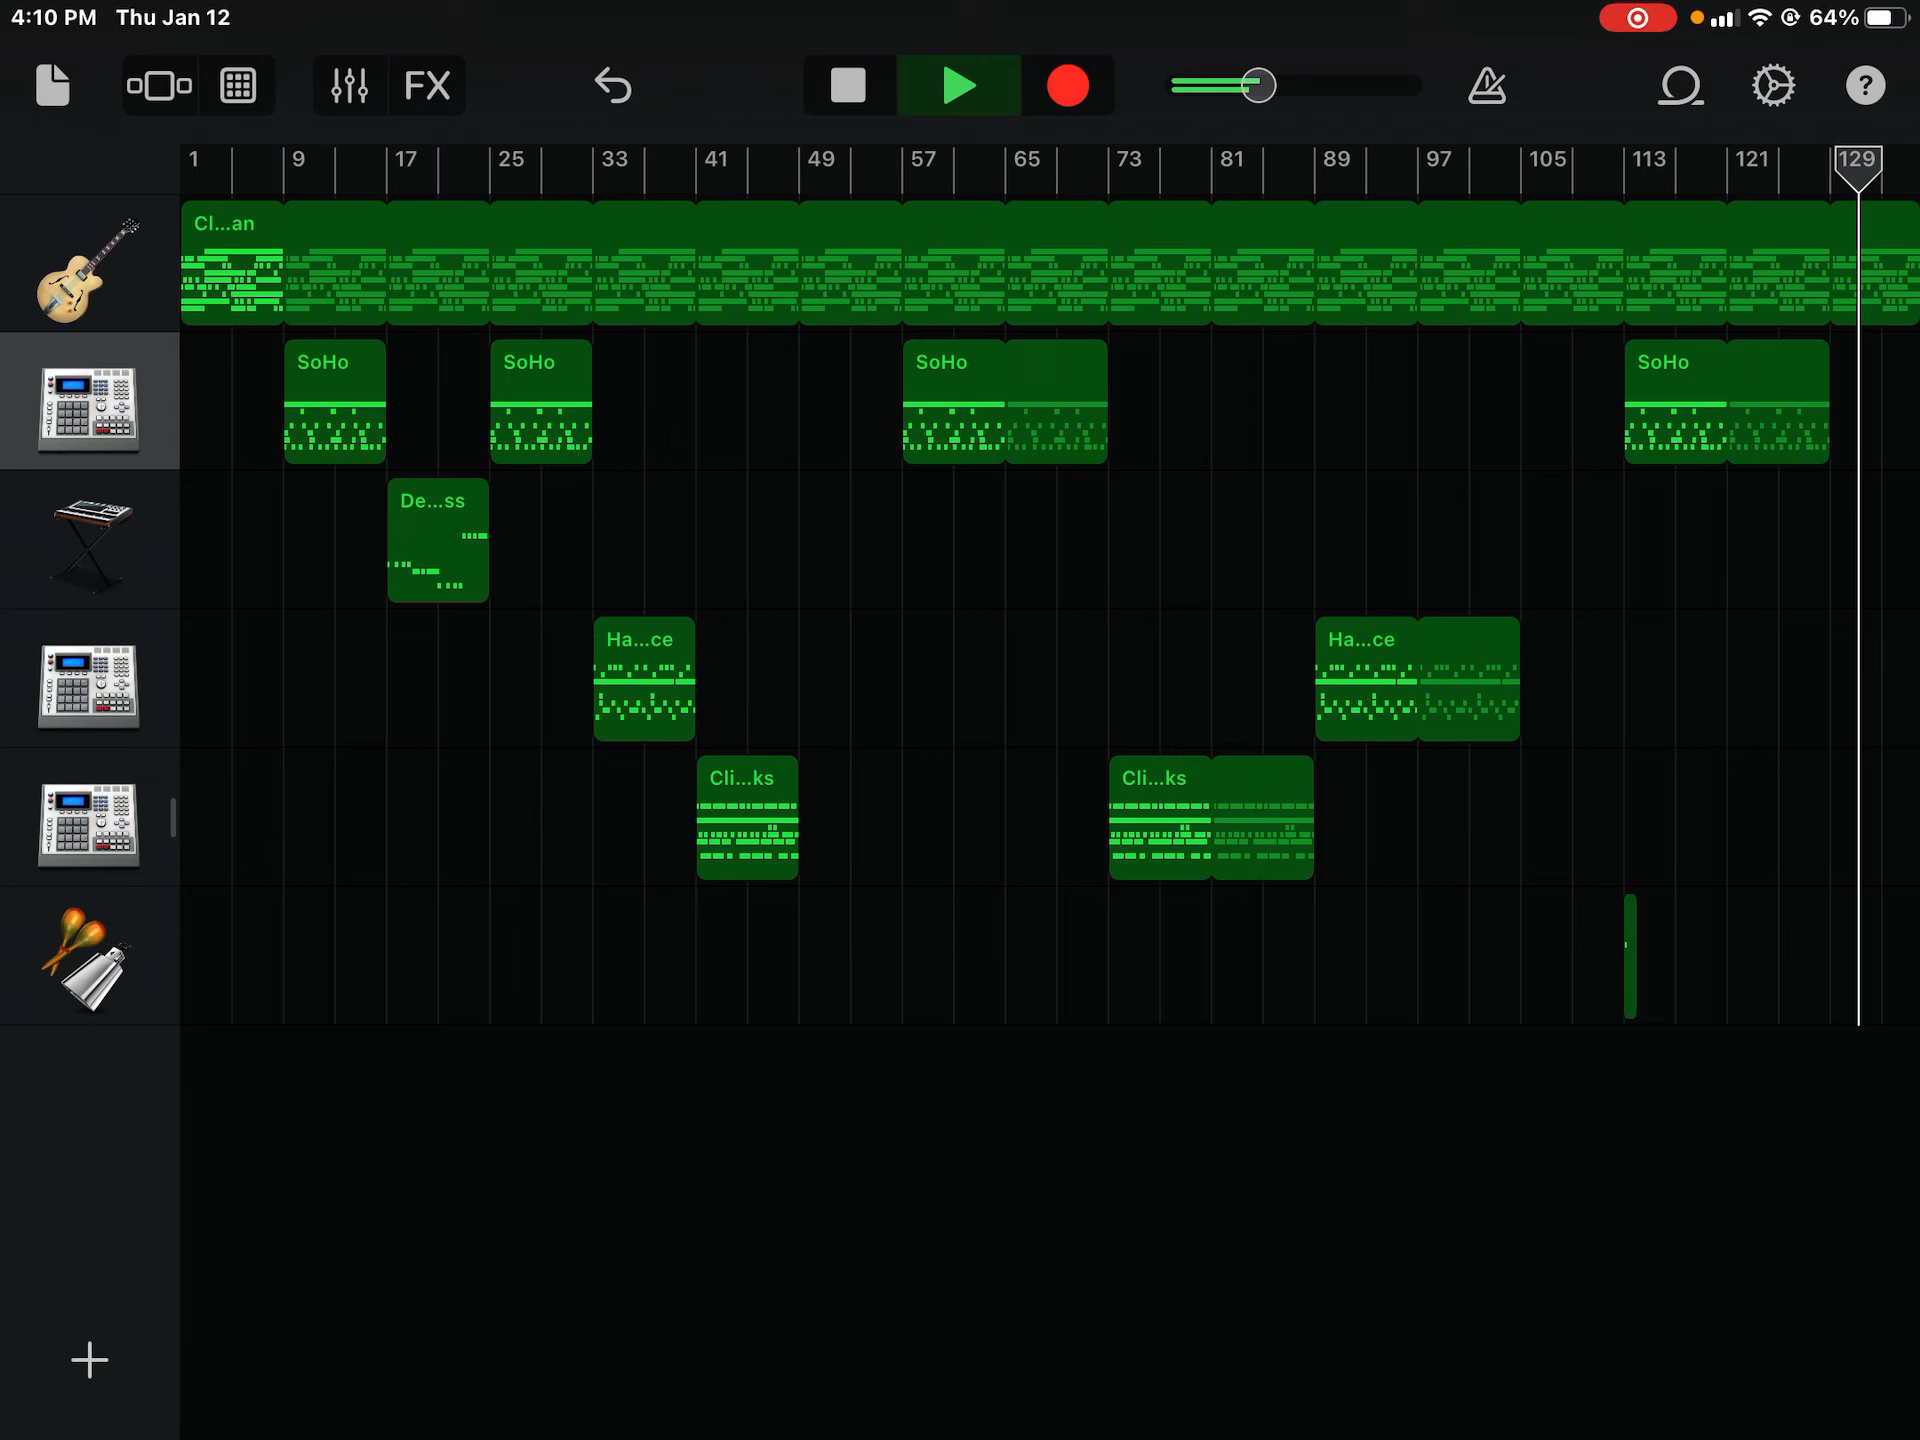 4:10 PM Thu Jan 12
64%
FX
?
1 9 17 25 33 41 49 57 65 73 81 89 97 105 113 121 129
Cl...an
SoHo SoHo SoHo SoHo
De...ss
Ha...ce Ha...ce
Cli...ks Cli...ks